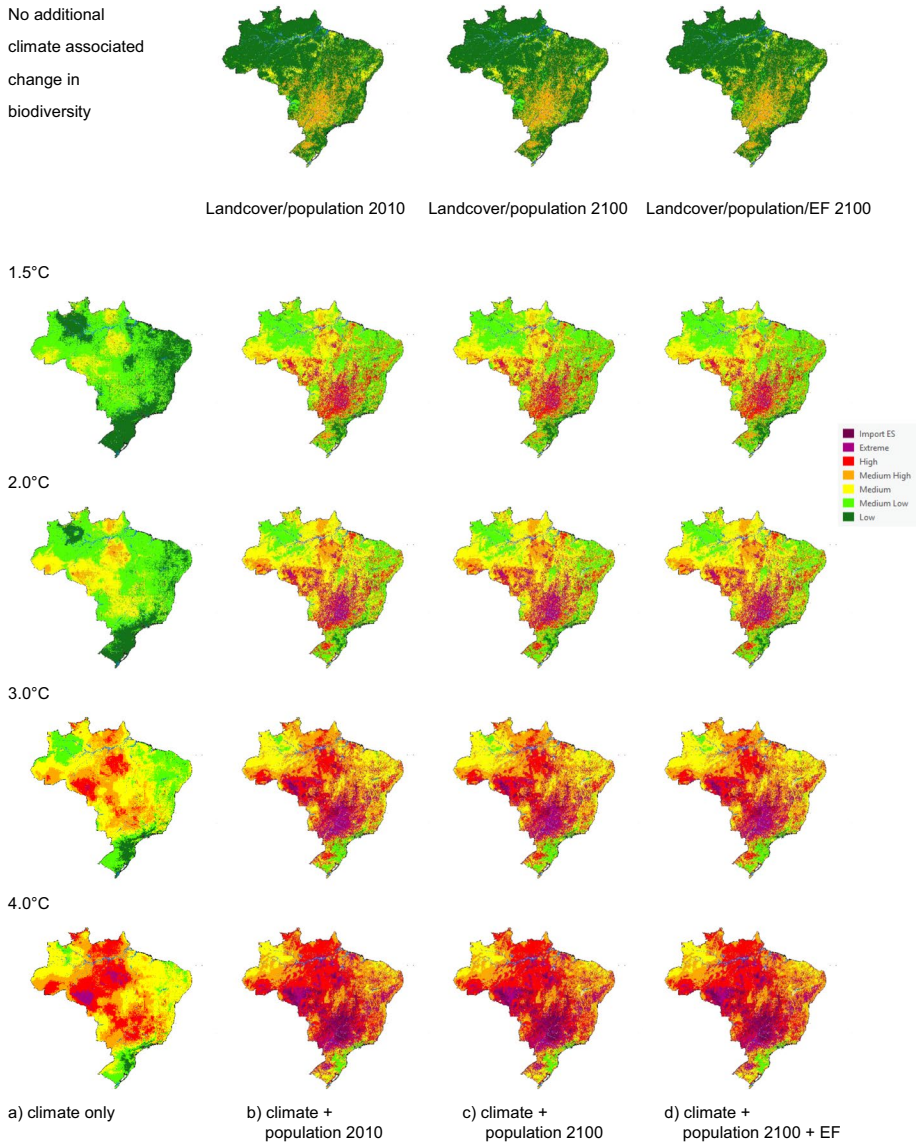 No additional
climate associated
change in
biodiversity
Landcover/population 2010
Landcover/population 2100
Landcover/population/EF 2100
1.5°C
Import ES
Extreme
High
Medium High
Medium
Medium Low
Low
2.0°C
3.0°C
4.0°C
a) climate only
b) climate +
population 2010
c) climate +
population 2100
d) climate +
population 2100 + EF